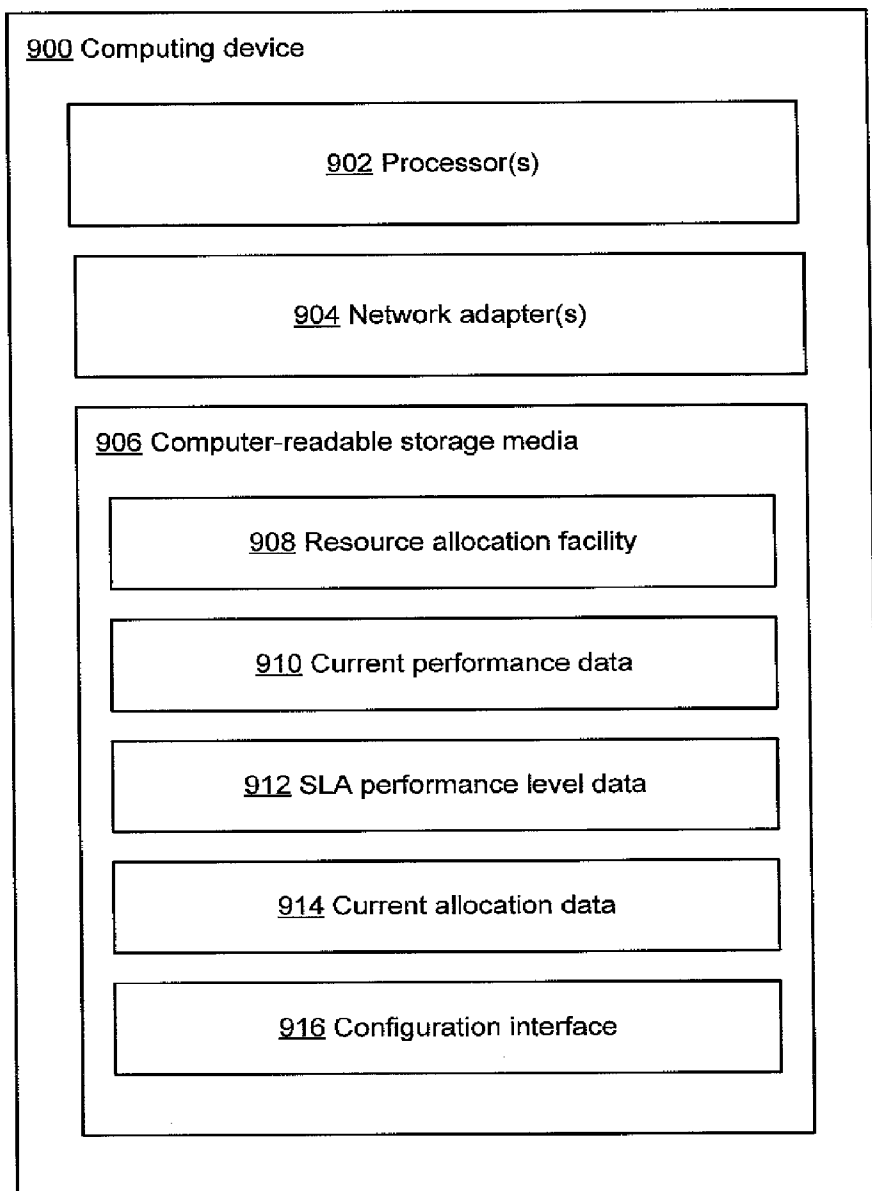 900 Computing device
902 Processor(s)
904 Network adapter(s)
906 Computer-readable storage media
908 Resource allocation facility
910 Current performance data
912 SLA performance level data
914 Current allocation data
916 Configuration interface